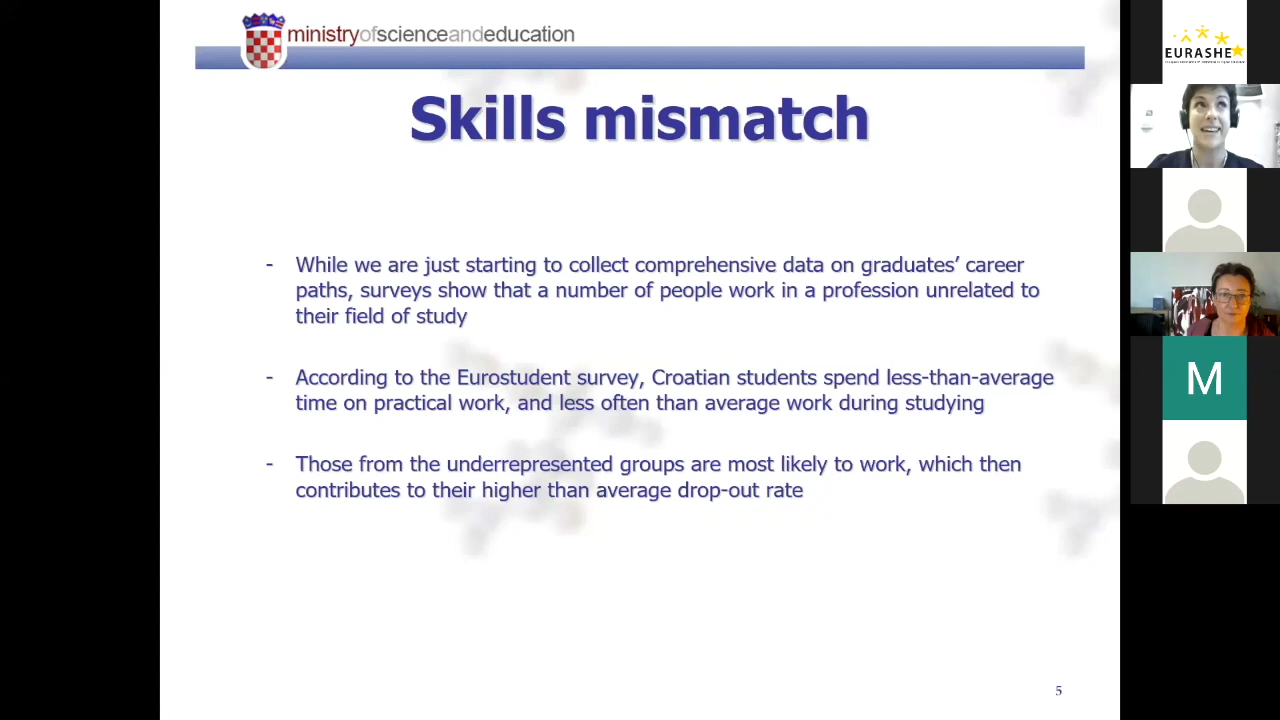 ministryofscienceandeducation
Skills mismatch
- While we are just starting to collect comprehensive data on graduates’ career
paths, surveys show that a number of people work in a profession unrelated to
their field of study
- According to the Eurostudent survey, Croatian students spend less-than-average
time on practical work, and less often than average work during studying
- Those from the underrepresented groups are most likely to work, which then
contributes to their higher than average drop-out rate
5
EURASHE
M